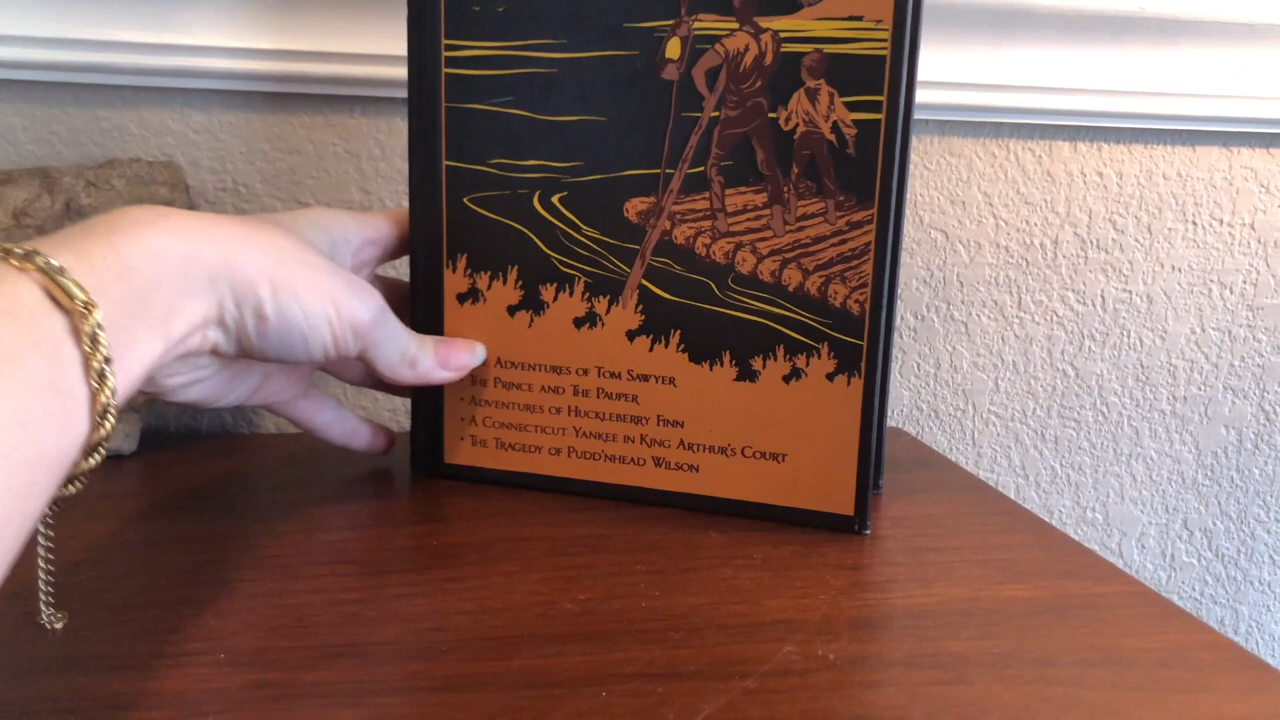 Adventures of Tom Sawyer
The Prince and The Pauper
• Adventures of Huckleberry Finn
• A Connecticut Yankee in King Arthur's Court
• The Tragedy of Pudd'nhead Wilson